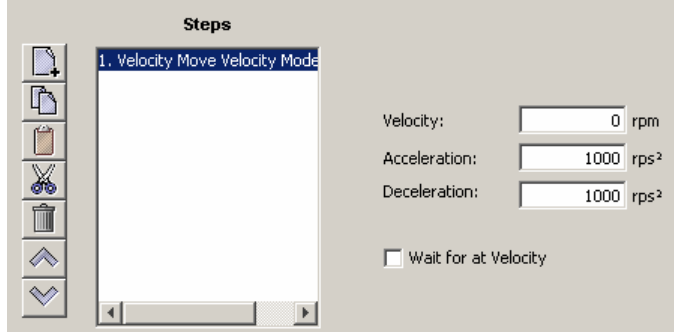 Steps
1. Velocity Move Velocity Mode
Velocity: 0 rpm
Acceleration: 1000 rps²
Deceleration: 1000 rps²
Wait for at Velocity